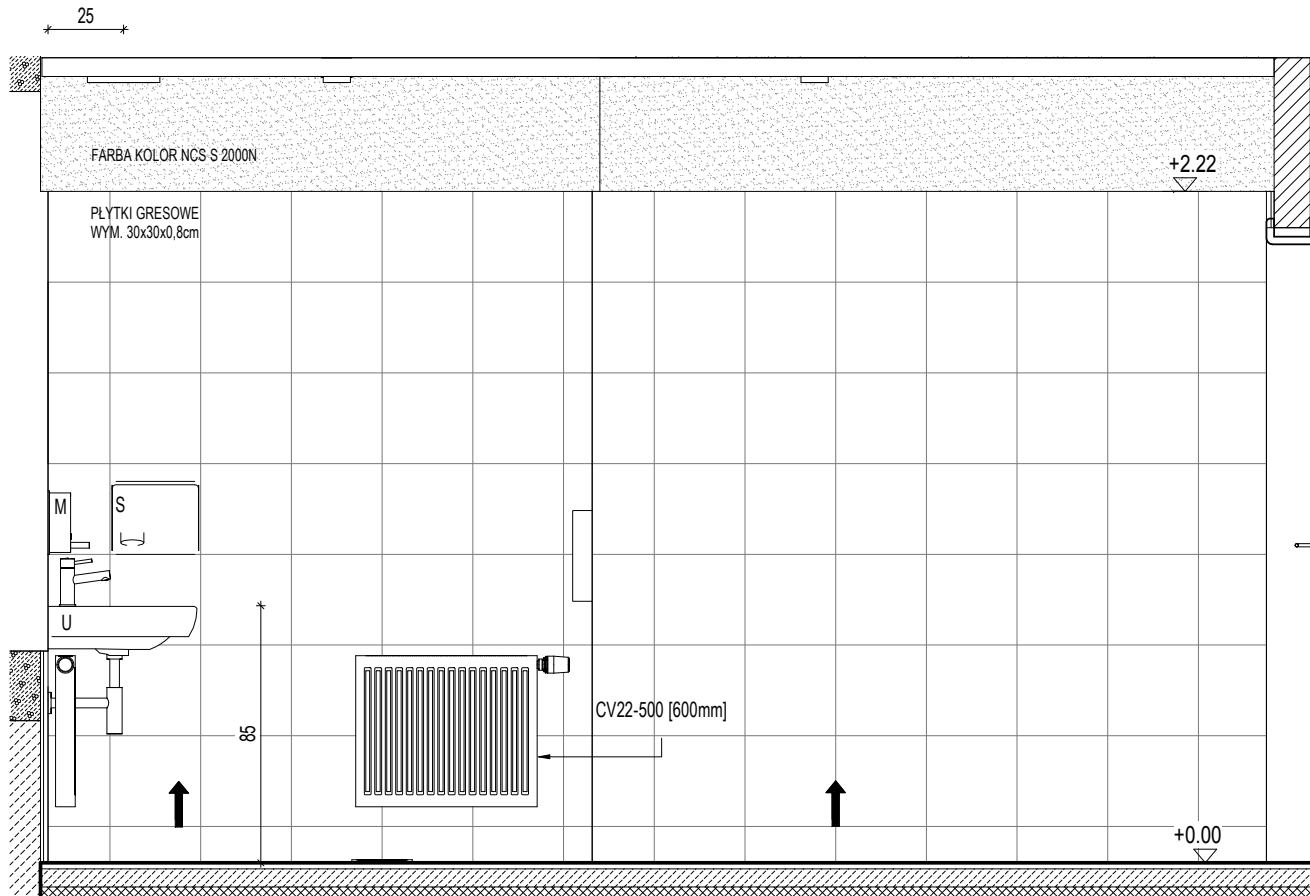 25
FARBA KOLOR NCS S 2000N
+2.22
PŁYTKI GRESOWE
WYM. 30x30x0,8cm
M
S
U
CV22-500 [600mm]
85
+0.00